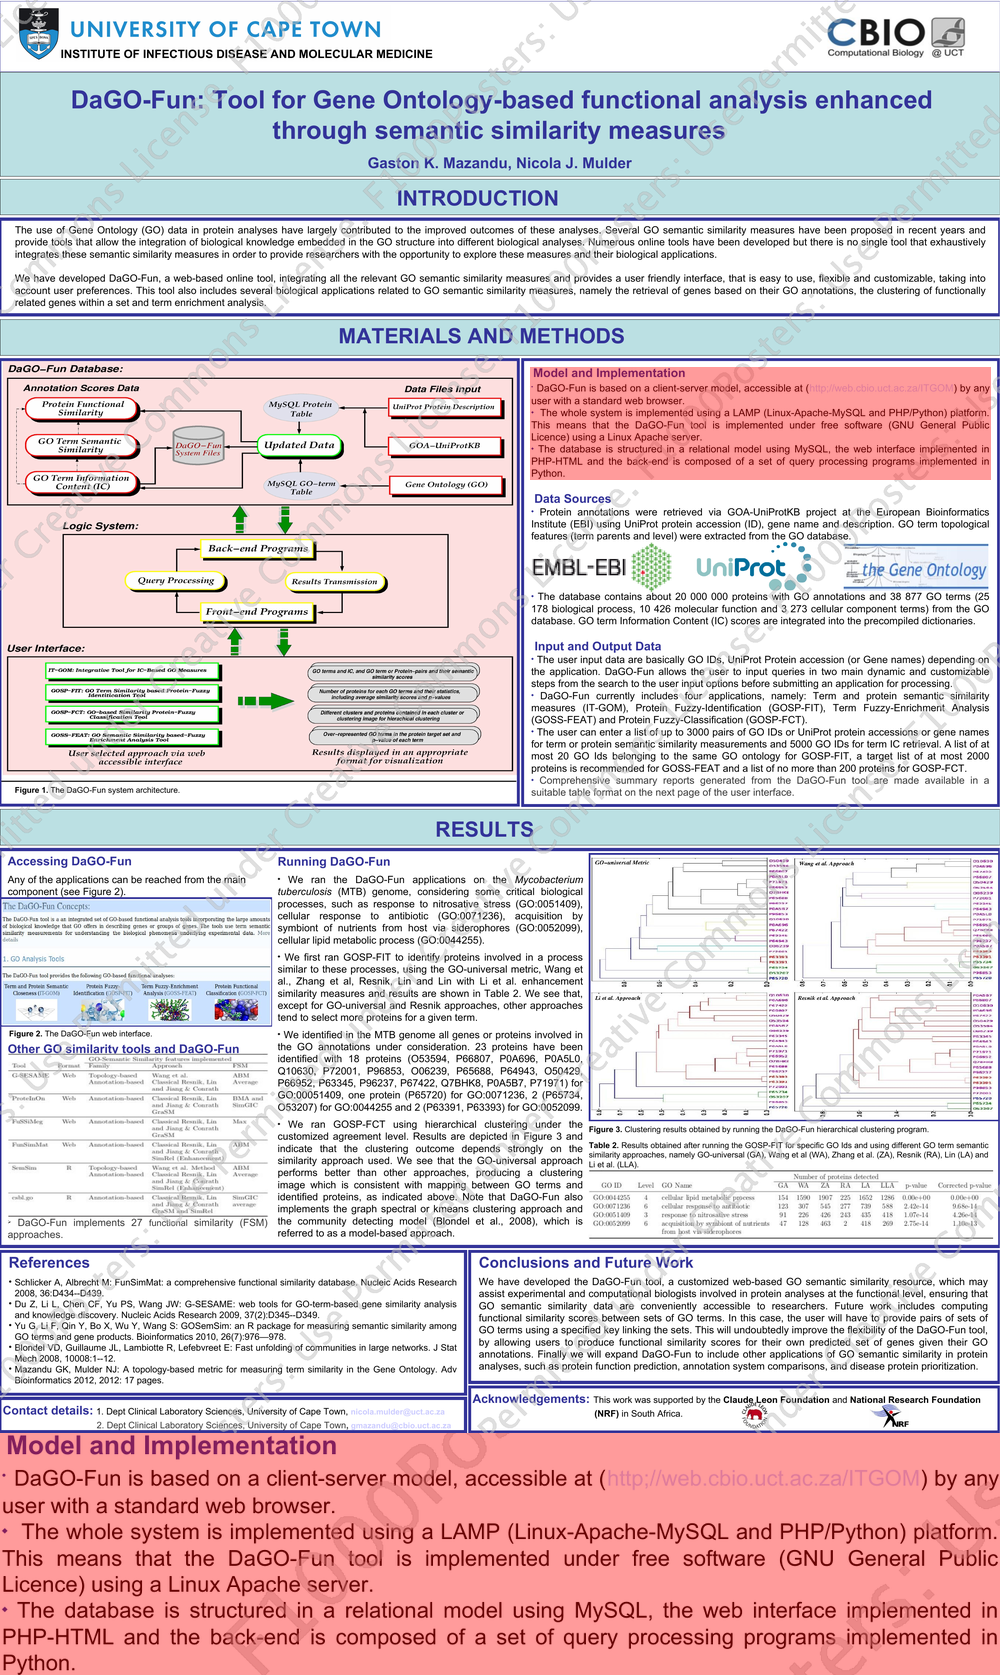 UNIVERSITY OF CAPE TOWN
INSTITUTE OF INFECTIOUS DISEASE AND MOLECULAR MEDICINE
CBIO
Computational Biology @ UCT
DaGO-Fun: Tool for Gene Ontology-based functional analysis enhanced
through semantic similarity measures
Gaston K. Mazandu, Nicola J. Mulder
INTRODUCTION
The use of Gene Ontology (GO) data in protein analyses have largely contributed to the improved outcomes of these analyses. Several GO semantic similarity measures have been proposed in recent years and
provide tools that allow the integration of biological knowledge embedded in the GO structure into different biological analyses. Numerous online tools have been developed but there is no single tool that exhaustively
integrates these semantic similarity measures in order to provide researchers with the opportunity to explore these measures and their biological applications.
We have developed DaGO-Fun, a web-based online tool, integrating all the relevant GO semantic similarity measures and provides a user friendly interface, that is easy to use, flexible and customizable, taking into
account user preferences. This tool also includes several biological applications related to GO semantic similarity measures, namely the retrieval of genes based on their GO annotations, the clustering of functionally
related genes within a set and term enrichment analysis.
MATERIALS AND METHODS
DaGO-Fun Database:
Annotation Scores Data
Data Files Input
Protein Functional
Similarity
GO Term Semantic
Similarity
GO Term Information
Content (IC)
DaGO-Fun
System Files
MySQL Protein
Table
Updated Data
MySQL GO-term
Table
UniProt Protein Description
GOA-UniProtKB
Gene Ontology (GO)
Logic System:
Back-end Programs
Query Processing
Results Transmission
Front-end Programs
User Interface:
IT-GOM: Integrative Tool for IC-Based GO Measures
GOSP-FIT: GO Term Similarity based Protein-Fuzzy
Identification Tool
GOSP-FCT: GO-based Similarity Protein-Fuzzy
Classification Tool
GOSS-FEAT: GO Semantic Similarity based-Fuzzy
Enrichment Analysis Tool
User selected approach via web
accessible interface
GO terms and IC, and GO term or Protein-pairs and their semantic
similarity scores
Number of proteins for each GO terms and their statistics,
including average similarity scores and p-values
Different clusters and proteins contained in each cluster or
clustering image for hierarchical clustering
Over-represented GO terms in the protein target set and
p-value of each term
Results displayed in an appropriate
format for visualization
Figure 1. The DaGO-Fun system architecture.
Model and Implementation
• DaGO-Fun is based on a client-server model, accessible at (http://web.cbio.uct.ac.za/ITGOM) by any
user with a standard web browser.
• The whole system is implemented using a LAMP (Linux-Apache-MySQL and PHP/Python) platform.
This means that the DaGO-Fun tool is implemented under free software (GNU General Public
Licence) using a Linux Apache server.
• The database is structured in a relational model using MySQL, the web interface implemented in
PHP-HTML and the back-end is composed of a set of query processing programs implemented in
Python.
Data Sources
• Protein annotations were retrieved via GOA-UniProtKB project at the European Bioinformatics
Institute (EBI) using UniProt protein accession (ID), gene name and description. GO term topological
features (term parents and level) were extracted from the GO database.
EMBL-EBI
UniProt
the Gene Ontology
• The database contains about 20 000 000 proteins with GO annotations and 38 877 GO terms (25
178 biological process, 10 426 molecular function and 3 273 cellular component terms) from the GO
database. GO term Information Content (IC) scores are integrated into the precompiled dictionaries.
Input and Output Data
• The user input data are basically GO IDs, UniProt Protein accession (or Gene names) depending on
the application. DaGO-Fun allows the user to input queries in two main dynamic and customizable
steps from the search to the user input options before submitting an application for processing.
• DaGO-Fun currently includes four applications, namely: Term and protein semantic similarity
measures (IT-GOM), Protein Fuzzy-Identification (GOSP-FIT), Term Fuzzy-Enrichment Analysis
(GOSS-FEAT) and Protein Fuzzy-Classification (GOSP-FCT).
• The user can enter a list of up to 3000 pairs of GO IDs or UniProt protein accessions or gene names
for term or protein semantic similarity measurements and 5000 GO IDs for term IC retrieval. A list of at
most 20 GO Ids belonging to the same GO ontology for GOSP-FIT, a target list of at most 2000
proteins is recommended for GOSS-FEAT and a list of no more than 200 proteins for GOSP-FCT.
• Comprehensive summary reports generated from the DaGO-Fun tool are made available in a
suitable table format on the next page of the user interface.
RESULTS
Accessing DaGO-Fun
Any of the applications can be reached from the main
component (see Figure 2).
The DaGO-Fun Concepts:
The DaGO-Fun tool is a an integrated set of GO-based functional analysis tools incorporating the large amounts
of biological knowledge that GO offers in describing genes or groups of genes. The tools use term semantic
similarity measures for understanding the biological phenomena underlying experimental data. More
details
1. GO Analysis Tools
The DaGO-Fun tool provides the following GO-based functional analyses:
Term and Protein Semantic
Closeness (IT-GOM)
Protein Fuzzy-
Identification (GOSP-FIT)
Term Fuzzy-Enrichment
Analysis (GOSS-FEAT)
Protein Functional
Classification (GOSP-FCT)
Figure 2. The DaGO-Fun web interface.
Other GO similarity tools and DaGO-Fun
GO-Semantic Similarity features implemented
Tool Format Family Approach FSM
G-SESAME Web Topology-based Wang et al. ABM
Annotation-based Classical Resnik, Lin Average
and Jiang & Conrath
ProteInOn Web Annotation-based Classical Resnik, Lin BMA and
and Jiang & Conrath SimGIC
GraSM
FuSSiMeg Web Annotation-based Classical Resnik, Lin Max
and Jiang & Conrath
GraSM
FunSimMat Web Annotation-based Classical Resnik, Lin ABM
and Jiang & Conrath
SimRel (Enhancement)
SemSim R Topology-based Wang et al. Method ABM
Annotation-based Classical Resnik, Lin Average
and Jiang & Conrath
SimRel (Enhancement)
csbl.go R Annotation-based Classical Resnik, Lin SimGIC
and Jiang & Conrath average
GraSM and SimRel
• DaGO-Fun implements 27 functional similarity (FSM)
approaches.
Running DaGO-Fun
• We ran the DaGO-Fun applications on the Mycobacterium
tuberculosis (MTB) genome, considering some critical biological
processes, such as response to nitrosative stress (GO:0051409),
cellular response to antibiotic (GO:0071236), acquisition by
symbiont of nutrients from host via siderophores (GO:0052099),
cellular lipid metabolic process (GO:0044255).
• We first ran GOSP-FIT to identify proteins involved in a process
similar to these processes, using the GO-universal metric, Wang et
al., Zhang et al, Resnik, Lin and Lin with Li et al. enhancement
similarity measures and results are shown in Table 2. We see that,
except for GO-universal and Resnik approaches, other approaches
tend to select more proteins for a given term.
• We identified in the MTB genome all genes or proteins involved in
the GO annotations under consideration. 23 proteins have been
identified with 18 proteins (O53594, P66807, P0A696, P0A5L0,
Q10630, P72001, P96853, O06239, P65688, P64943, O50429,
P66952, P63345, P96237, P67422, Q7BHK8, P0A5B7, P71971) for
GO:00051409, one protein (P65720) for GO:0071236, 2 (P65734,
O53207) for GO:0044255 and 2 (P63391, P63393) for GO:0052099.
• We ran GOSP-FCT using hierarchical clustering under the
customized agreement level. Results are depicted in Figure 3 and
indicate that the clustering outcome depends strongly on the
similarity approach used. We see that the GO-universal approach
performs better than other approaches, producing a clustering
image which is consistent with mapping between GO terms and
identified proteins, as indicated above. Note that DaGO-Fun also
implements the graph spectral or kmeans clustering approach and
the community detecting model (Blondel et al., 2008), which is
referred to as a model-based approach.
GO-universal Metric
Wang et al. Approach
Li et al. Approach
Resnik et al. Approach
Figure 3. Clustering results obtained by running the DaGO-Fun hierarchical clustering program.
Table 2. Results obtained after running the GOSP-FIT for specific GO Ids and using different GO term semantic
similarity approaches, namely GO-universal (GA), Wang et al (WA), Zhang et al. (ZA), Resnik (RA), Lin (LA) and
Li et al. (LLA).
Number of proteins detected
GO ID Level GO Name GA WA ZA RA LA LLA p-value Corrected p-value
GO:0044255 4 cellular lipid metabolic process 154 1590 1907 225 1652 1286 0.00e+00 0.00e+00
GO:0071236 6 cellular response to antibiotic 123 307 545 277 739 588 2.42e-14 9.68e-14
GO:0051409 5 response to nitrosative stress 91 226 426 243 435 418 1.07e-14 4.26e-14
GO:0052099 6 acquisition by symbiont of nutrients 47 128 463 2 418 269 2.75e-14 1.10e-13
from host via siderophores
References
• Schlicker A, Albrecht M: FunSimMat: a comprehensive functional similarity database. Nucleic Acids Research
2008, 36:D434--D439.
• Du Z, Li L, Chen CF, Yu PS, Wang JW: G-SESAME: web tools for GO-term-based gene similarity analysis
and knowledge discovery. Nucleic Acids Research 2009, 37(2):D345--D349.
• Yu G, Li F, Qin Y, Bo X, Wu Y, Wang S: GOSemSim: an R package for measuring semantic similarity among
GO terms and gene products. Bioinformatics 2010, 26(7):976—978.
• Blondel VD, Guillaume JL, Lambiotte R, Lefebvreet E: Fast unfolding of communities in large networks. J Stat
Mech 2008, 10008:1--12.
• Mazandu GK, Mulder NJ: A topology-based metric for measuring term similarity in the Gene Ontology. Adv
Bioinformatics 2012, 2012: 17 pages.
Contact details: 1. Dept Clinical Laboratory Sciences, University of Cape Town, nicola.mulder@uct.ac.za
2. Dept Clinical Laboratory Sciences, University of Cape Town, gmazandu@cbio.uct.ac.za
Conclusions and Future Work
We have developed the DaGO-Fun tool, a customized web-based GO semantic similarity resource, which may
assist experimental and computational biologists involved in protein analyses at the functional level, ensuring that
GO semantic similarity data are conveniently accessible to researchers. Future work includes computing
functional similarity scores between sets of GO terms. In this case, the user will have to provide pairs of sets of
GO terms using a specified key linking the sets. This will undoubtedly improve the flexibility of the DaGO-Fun tool,
by allowing users to produce functional similarity scores for their own predicted set of genes given their GO
annotations. Finally we will expand DaGO-Fun to include other applications of GO semantic similarity in protein
analyses, such as protein function prediction, annotation system comparisons, and disease protein prioritization.
Acknowledgements: This work was supported by the Claude Leon Foundation and National Research Foundation
(NRF) in South Africa.
NRF
Model and Implementation
• DaGO-Fun is based on a client-server model, accessible at (http://web.cbio.uct.ac.za/ITGOM) by any
user with a standard web browser.
• The whole system is implemented using a LAMP (Linux-Apache-MySQL and PHP/Python) platform.
This means that the DaGO-Fun tool is implemented under free software (GNU General Public
Licence) using a Linux Apache server.
• The database is structured in a relational model using MySQL, the web interface implemented in
PHP-HTML and the back-end is composed of a set of query processing programs implemented in
Python.